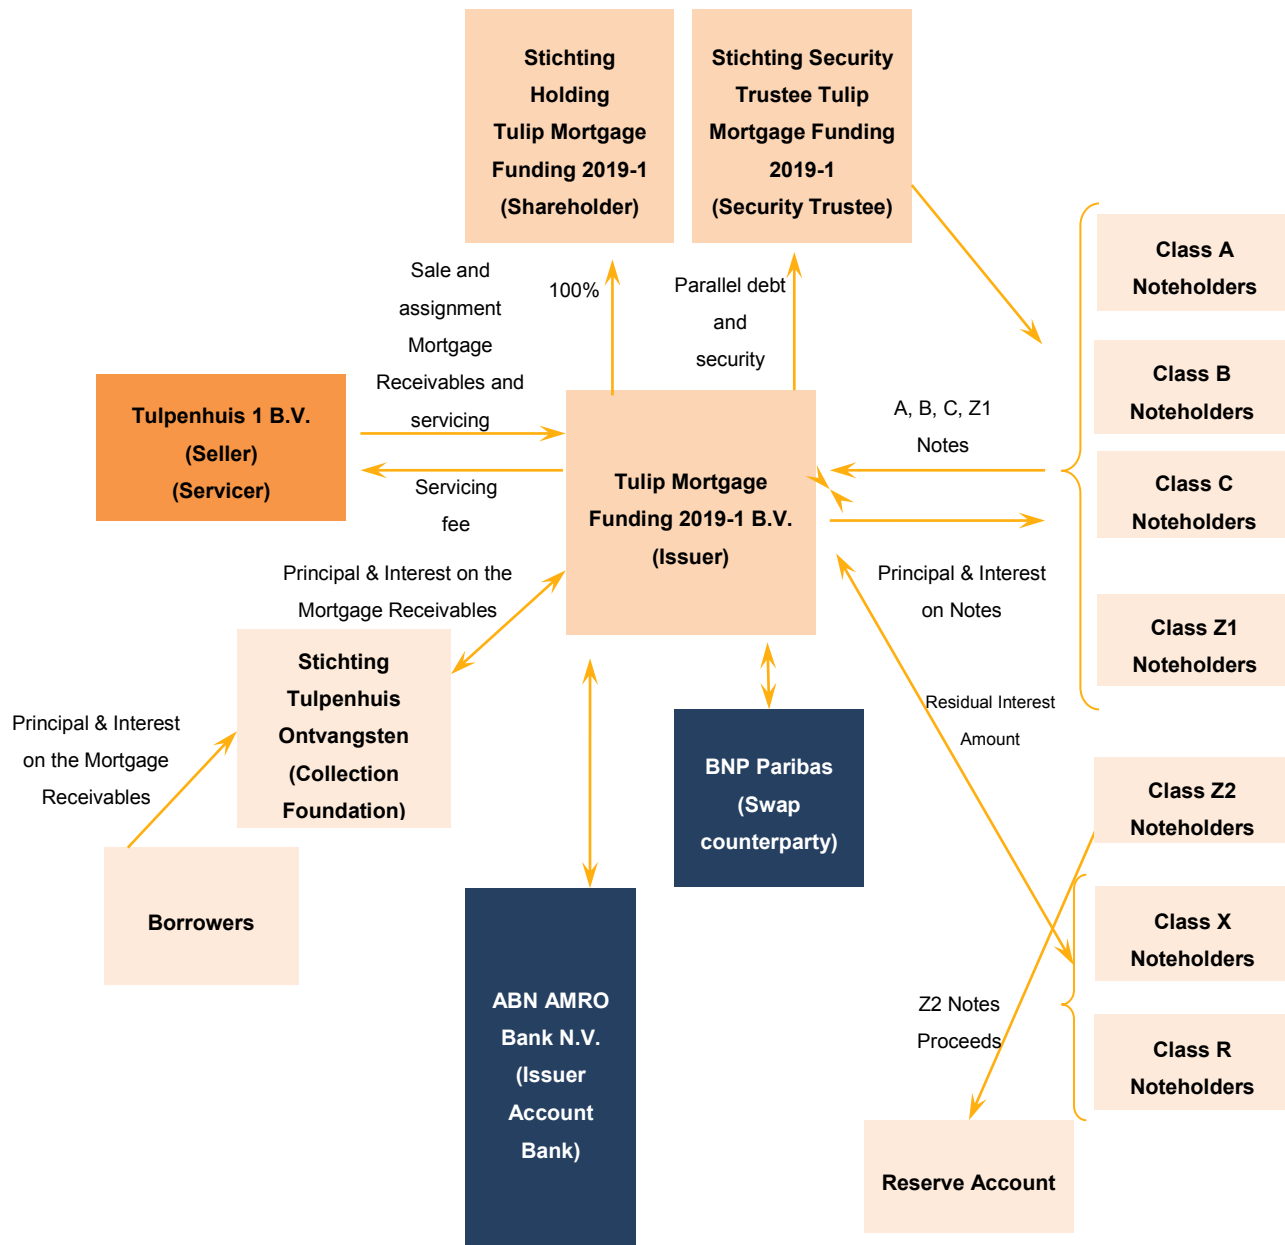 Stichting
Holding
Tulip Mortgage
Funding 2019-1
(Shareholder)
Stichting Security
Trustee Tulip
Mortgage Funding
2019-1
(Security Trustee)
Sale and
assignment
Mortgage
Receivables and
servicing
100%
Parallel debt
and
security
Class A
Noteholders
Class B
Noteholders
Class C
Noteholders
Class Z1
Noteholders
Tulpenhuis 1 B.V.
(Seller)
(Servicer)
Servicing
fee
Tulip Mortgage
Funding 2019-1 B.V.
(Issuer)
A, B, C, Z1
Notes
Principal & Interest
on Notes
Principal & Interest on the
Mortgage Receivables
Stichting
Tulpenhuis
Ontvangsten
(Collection
Foundation)
Principal & Interest
on the Mortgage
Receivables
Borrowers
ABN AMRO
Bank N.V.
(Issuer
Account
Bank)
BNP Paribas
(Swap
counterparty)
Residual Interest
Amount
Class Z2
Noteholders
Class X
Noteholders
Class R
Noteholders
Z2 Notes
Proceeds
Reserve Account